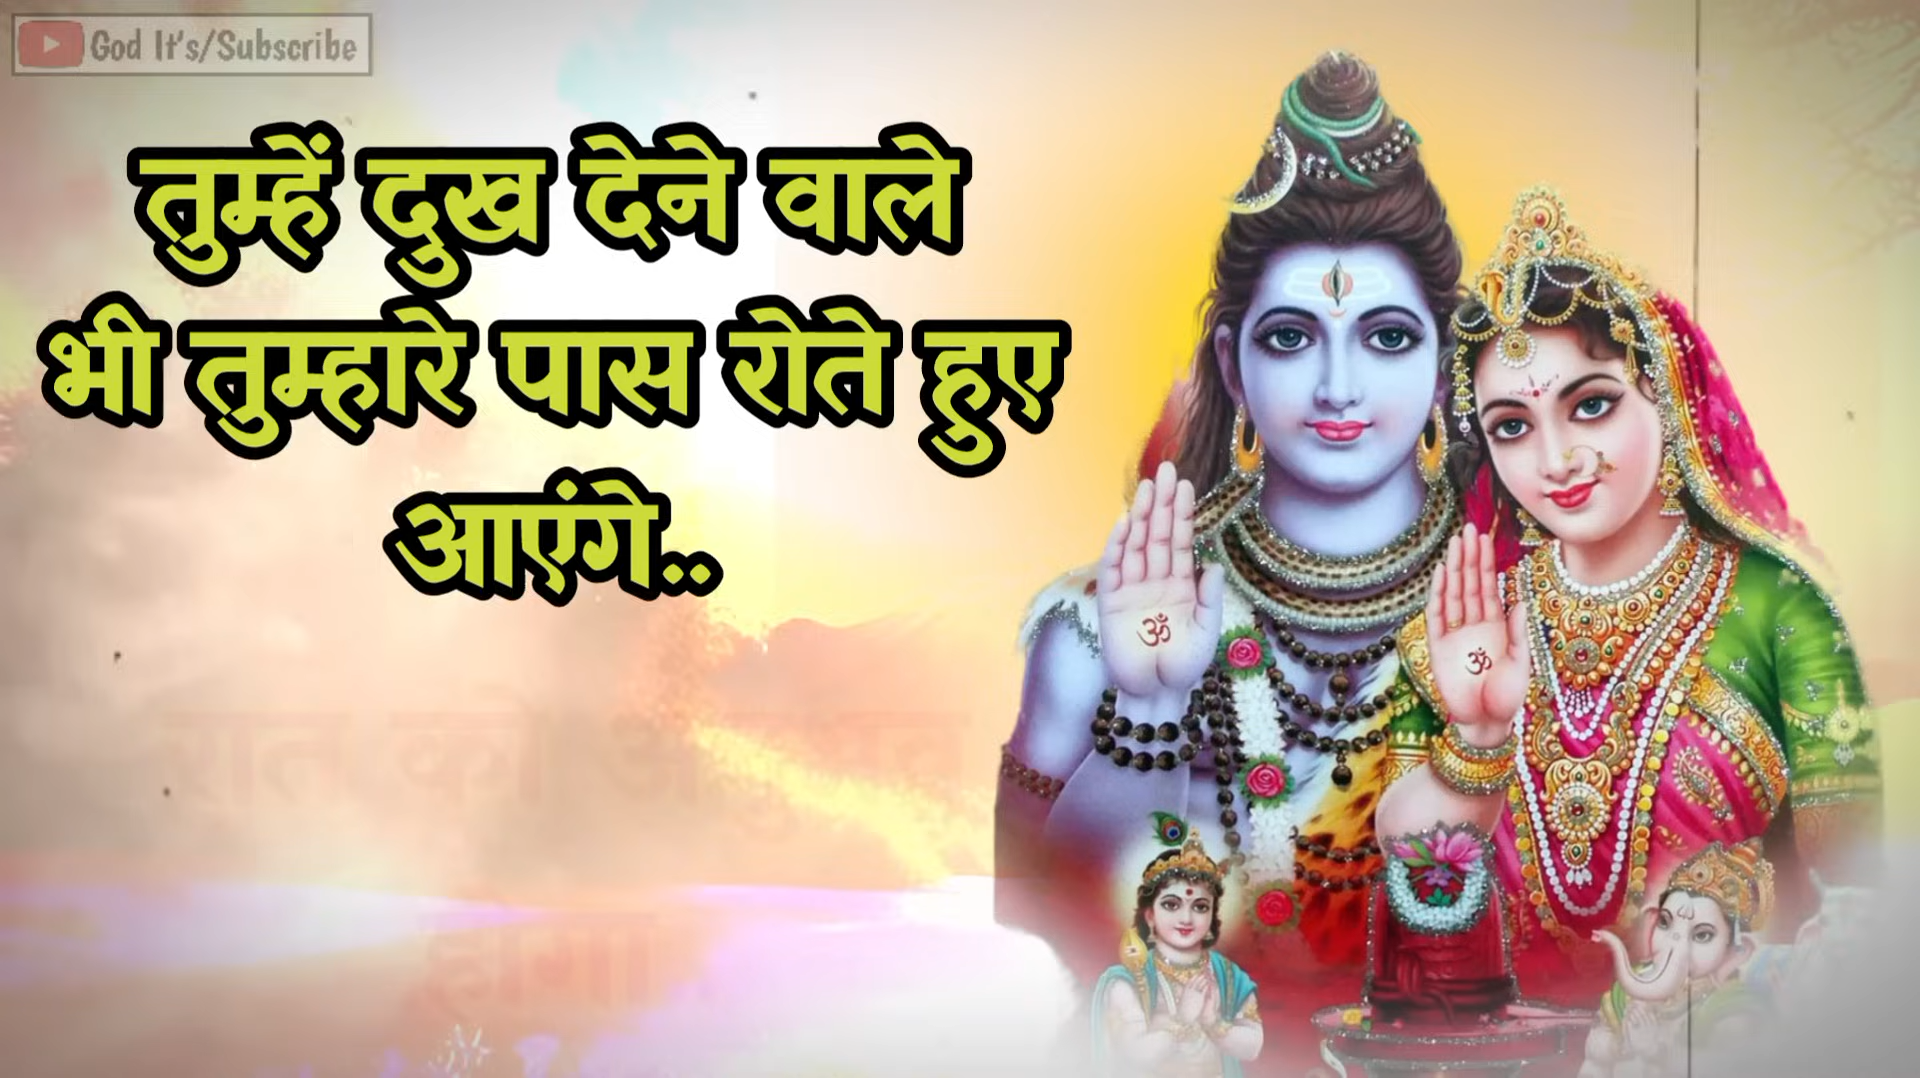 God It's/Subscribe
तुम्हें दुख देने वाले
भी तुम्हारे पास रोते हुए
आएंगे..
ॐ
ॐ